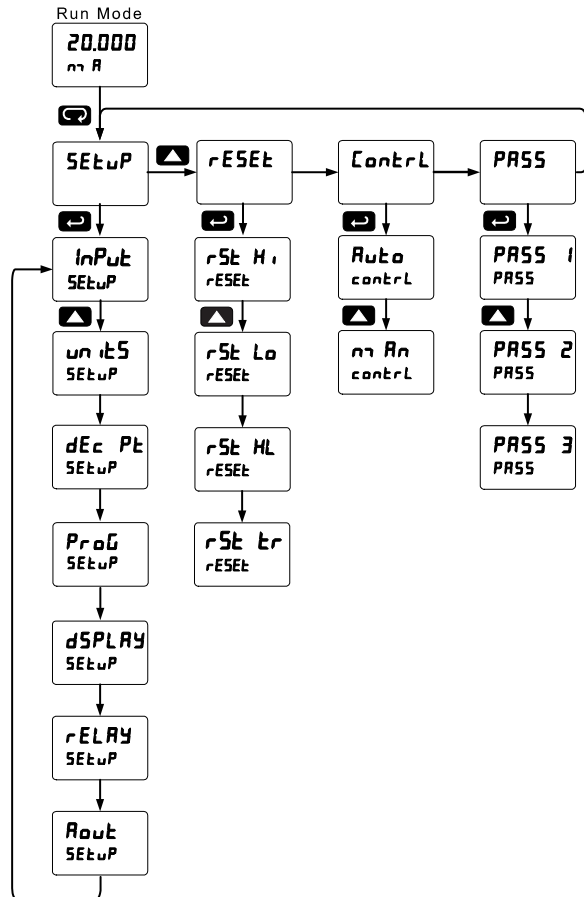 Run Mode
20.000
mA
SEtuP
rESEt
ContrL
PASS
InPut
SEtuP
rSt Hi
rESEt
Auto
contrL
PASS 1
PASS
unitS
SEtuP
rSt Lo
rESEt
mAn
contrL
PASS 2
PASS
dEc Pt
SEtuP
rSt HL
rESEt
PASS 3
PASS
ProG
SEtuP
rSt tr
rESEt
dSPLAY
SEtuP
rELAY
SEtuP
Aout
SEtuP